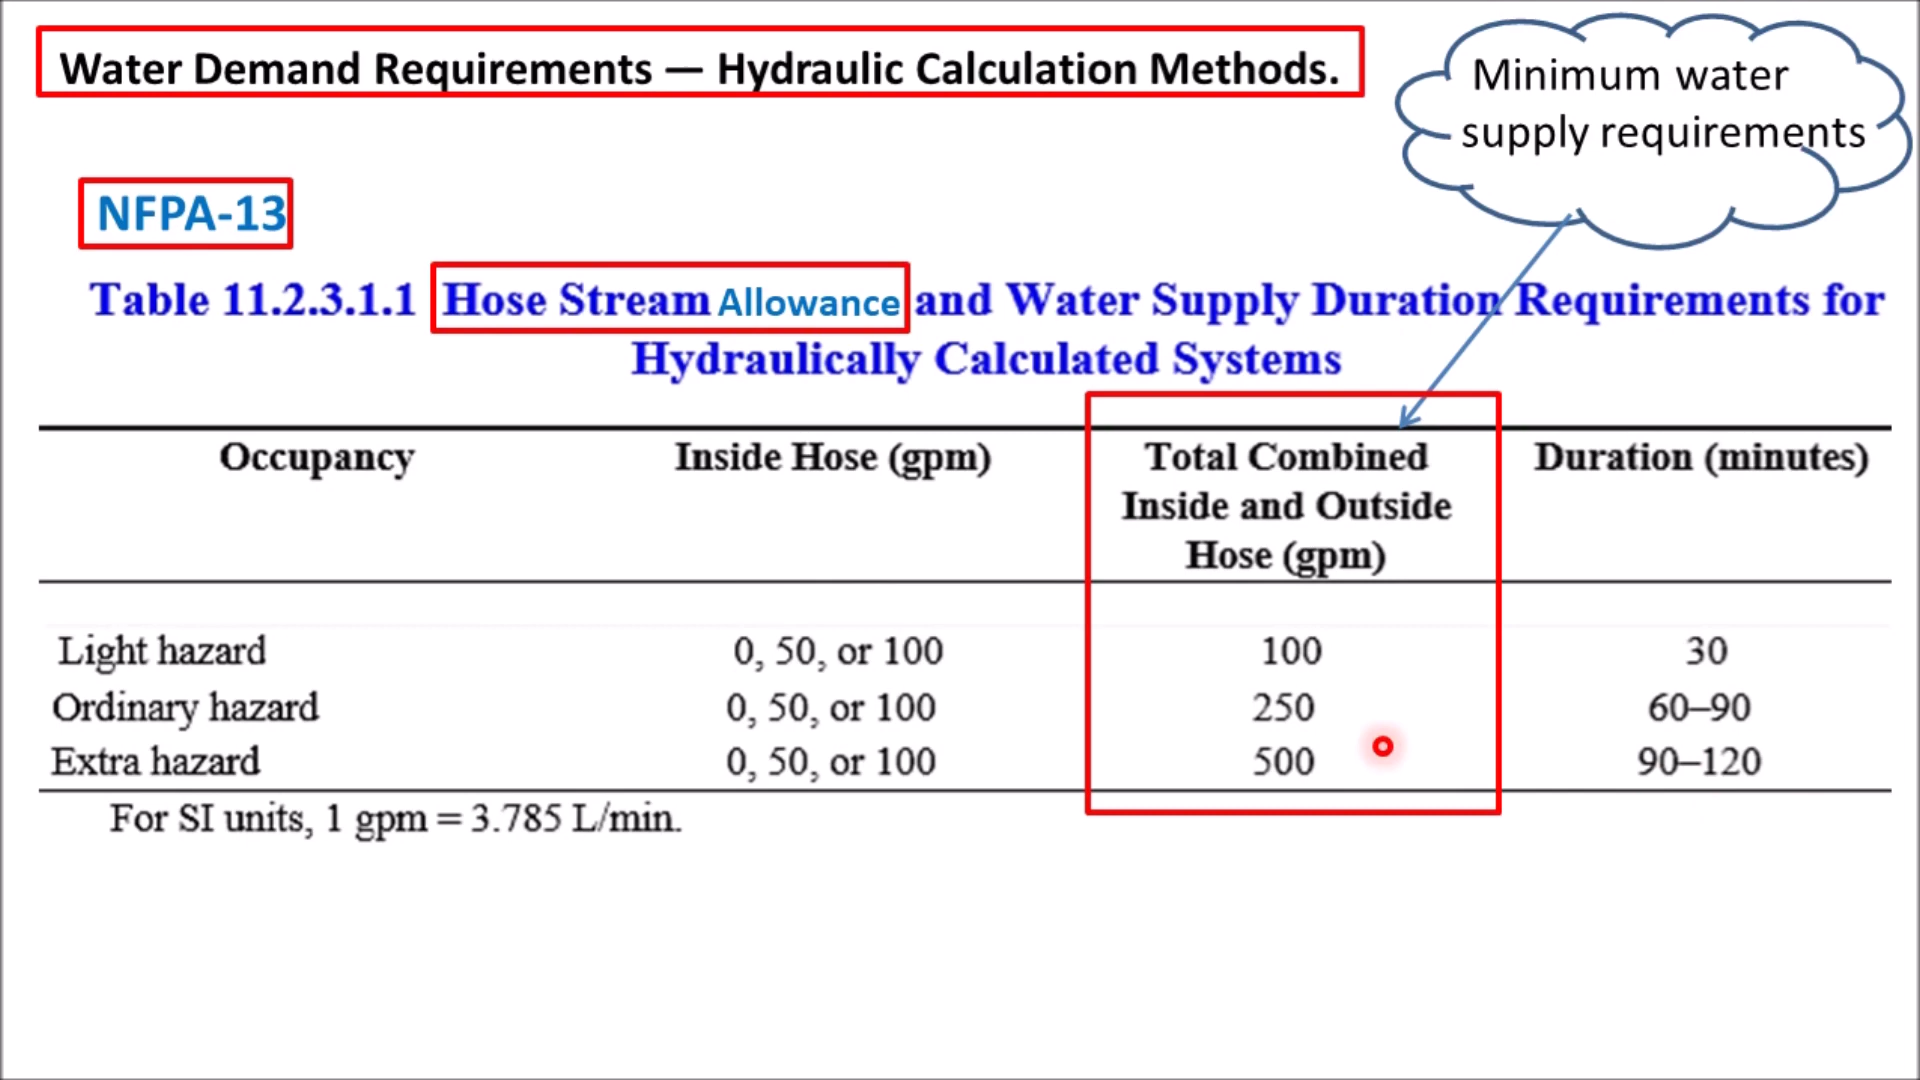 Water Demand Requirements — Hydraulic Calculation Methods.
Minimum water
supply requirements
NFPA-13
Table 11.2.3.1.1 Hose Stream Allowance and Water Supply Duration Requirements for
Hydraulically Calculated Systems
Occupancy Inside Hose (gpm) Total Combined Duration (minutes)
Inside and Outside
Hose (gpm)
Light hazard 0, 50, or 100 100 30
Ordinary hazard 0, 50, or 100 250 60–90
Extra hazard 0, 50, or 100 500 90–120
For SI units, 1 gpm = 3.785 L/min.